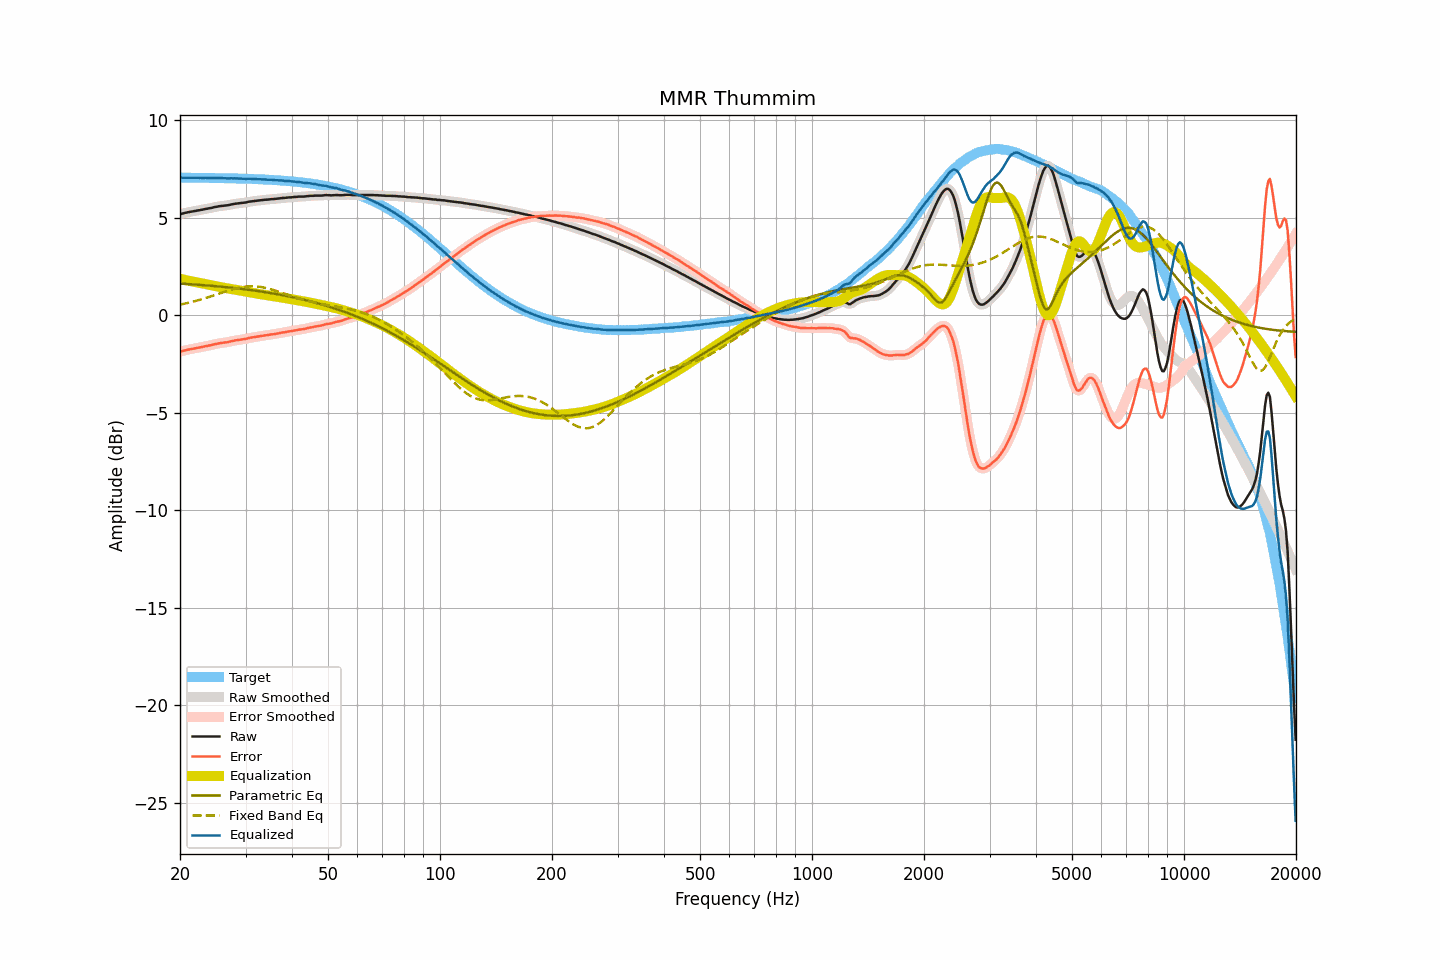 MMR Thummim
10
5
0
−5
−10
−15
−20
−25
Amplitude (dBr)
Target
Raw Smoothed
Error Smoothed
Raw
Error
Equalization
Parametric Eq
Fixed Band Eq
Equalized
20 50 100 200 500 1000 2000 5000 10000 20000
Frequency (Hz)